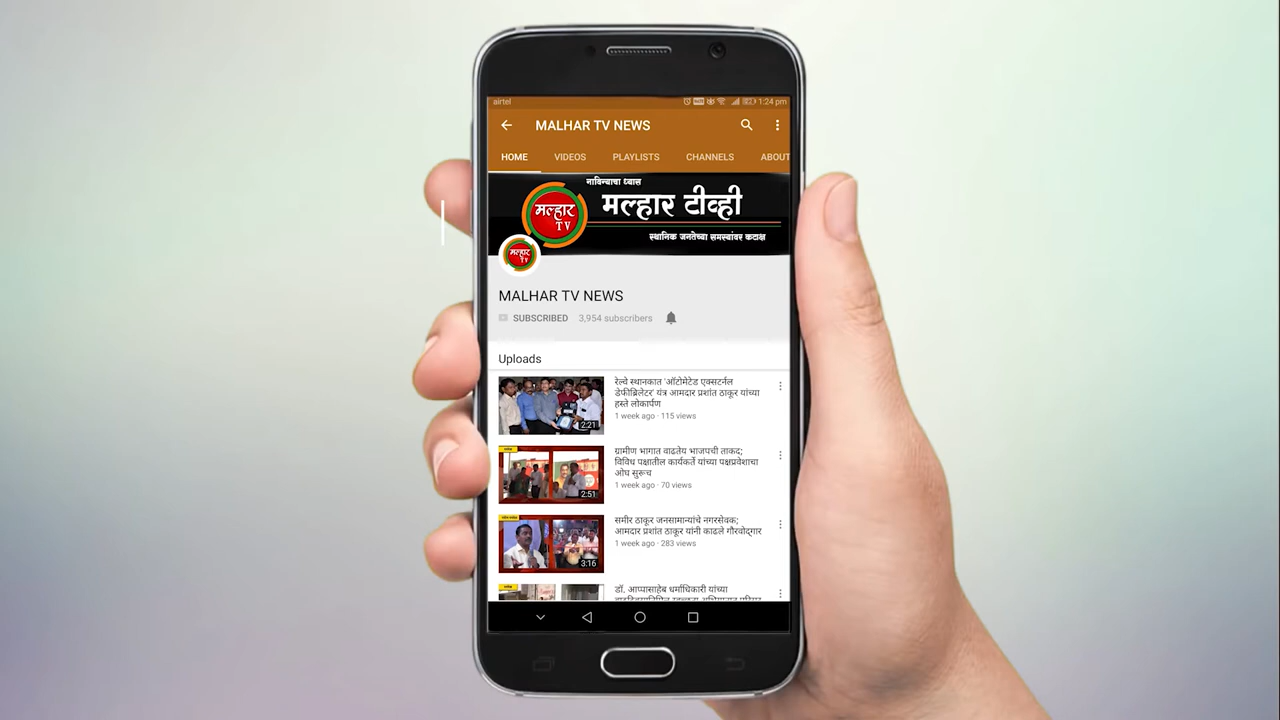 airtel
1:24 pm
MALHAR TV NEWS
HOME VIDEOS PLAYLISTS CHANNELS ABOUT
नाविन्याचा ध्यास
मल्हार टीव्ही
मल्हार
TV
स्थानिक जनतेच्या समस्यांवर कटाक्ष
मल्हार
TV
MALHAR TV NEWS
SUBSCRIBED 3,954 subscribers
Uploads
रेल्वे स्थानकात 'ऑटोमेटेड एक्सटर्नल
डेफीब्रिलेटर' यंत्र आमदार प्रशांत ठाकूर यांच्या
हस्ते लोकार्पण
1 week ago · 115 views
2:21
ग्रामीण भागात वाढतेय भाजपची ताकद;
विविध पक्षातील कार्यकर्ते यांच्या पक्षप्रवेशाचा
ओघ सुरूच
1 week ago · 70 views
2:51
समीर ठाकूर जनसामान्यांचे नगरसेवक;
आमदार प्रशांत ठाकूर यांनी काढले गौरवोद्गार
1 week ago · 283 views
3:16
डॉ. आप्पासाहेब धर्माधिकारी यांच्या